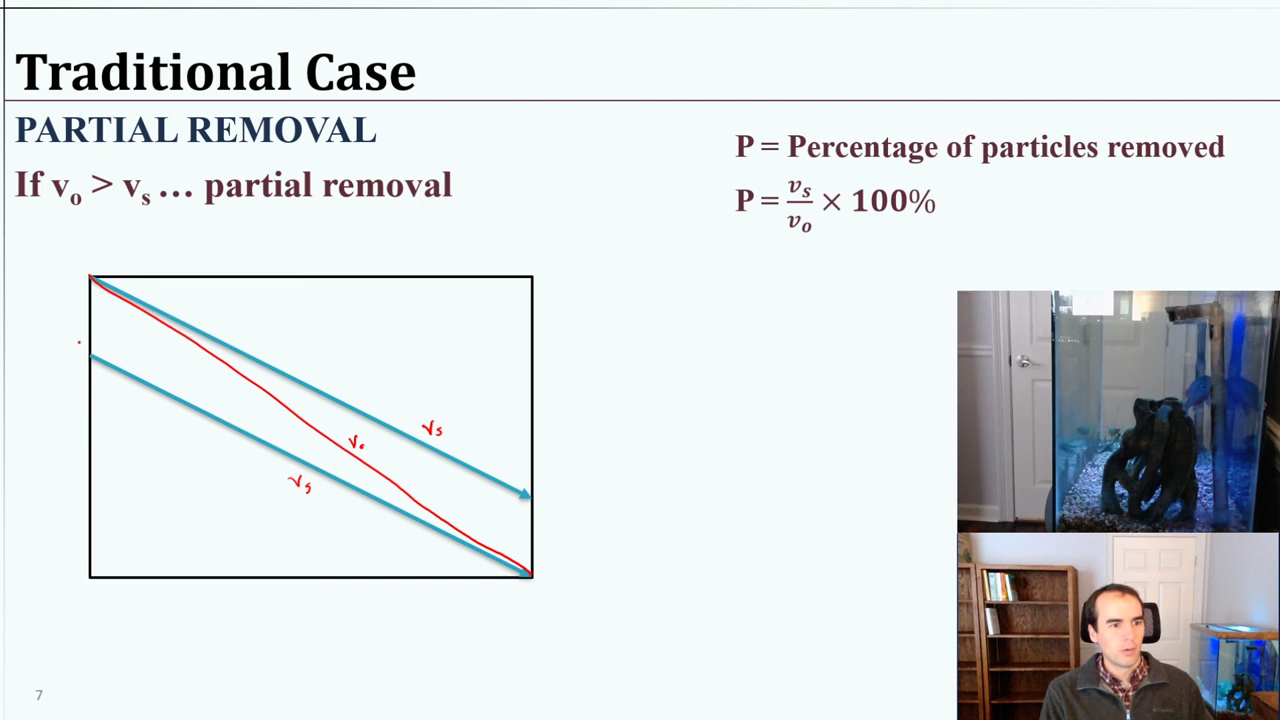 Traditional Case
PARTIAL REMOVAL
If vₒ > vₛ … partial removal
P = Percentage of particles removed
P = vₛ/vₒ × 100%
vₛ
vₒ
vₛ
7